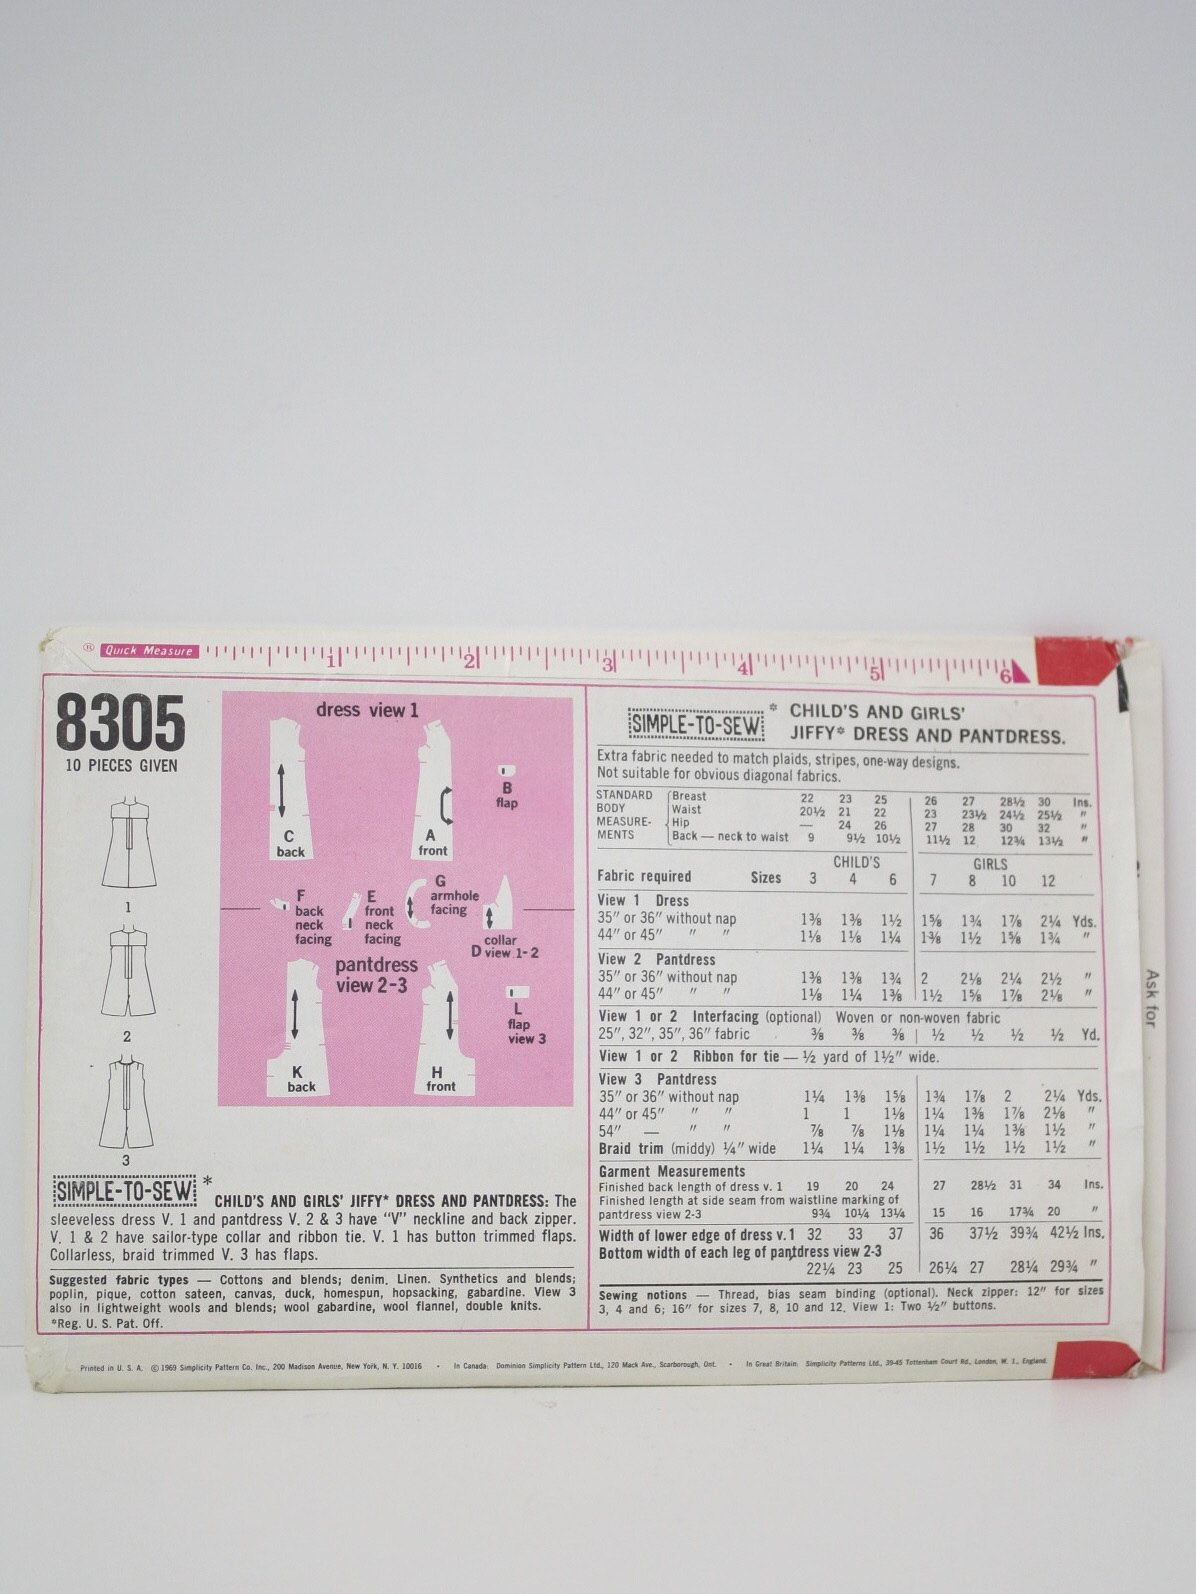 ® Quick Measure 1 2 3 4 5 6
8305
10 PIECES GIVEN
1
2
3
dress view 1
C
back
A
front
B
flap
F
back
neck
facing
E
front
neck
facing
G
armhole
facing
collar
D view 1-2
pantdress
view 2-3
K
back
H
front
L
flap
view 3
SIMPLE-TO-SEW * CHILD'S AND GIRLS' JIFFY* DRESS AND PANTDRESS: The
sleeveless dress V. 1 and pantdress V. 2 & 3 have "V" neckline and back zipper.
V. 1 & 2 have sailor-type collar and ribbon tie. V. 1 has button trimmed flaps.
Collarless, braid trimmed V. 3 has flaps.
Suggested fabric types — Cottons and blends; denim. Linen. Synthetics and blends;
poplin, pique, cotton sateen, canvas, duck, homespun, hopsacking, gabardine. View 3
also in lightweight wools and blends; wool gabardine, wool flannel, double knits.
*Reg. U. S. Pat. Off.
SIMPLE-TO-SEW * CHILD'S AND GIRLS'
JIFFY* DRESS AND PANTDRESS.
Extra fabric needed to match plaids, stripes, one-way designs.
Not suitable for obvious diagonal fabrics.
STANDARD BODY MEASURE-MENTS
Breast 22 23 25 26 27 28½ 30 Ins.
Waist 20½ 21 22 23 23½ 24½ 25½ "
Hip — 24 26 27 28 30 32 "
Back — neck to waist 9 9½ 10½ 11½ 12 12¾ 13½ "
CHILD'S GIRLS
Fabric required Sizes 3 4 6 7 8 10 12
View 1 Dress
35" or 36" without nap 1⅜ 1⅜ 1½ 1⅝ 1¾ 1⅞ 2¼ Yds.
44" or 45" " " 1⅛ 1⅛ 1¼ 1⅜ 1½ 1⅝ 1¾ "
View 2 Pantdress
35" or 36" without nap 1⅜ 1⅜ 1¾ 2 2⅛ 2¼ 2½ "
44" or 45" " " 1⅛ 1¼ 1⅜ 1½ 1⅝ 1⅞ 2⅛ "
View 1 or 2 Interfacing (optional) Woven or non-woven fabric
25", 32", 35", 36" fabric ⅜ ⅜ ⅜ ½ ½ ½ ½ Yd.
View 1 or 2 Ribbon for tie — ½ yard of 1½" wide.
View 3 Pantdress
35" or 36" without nap 1¼ 1⅜ 1⅝ 1¾ 1⅞ 2 2¼ Yds.
44" or 45" " " 1 1 1⅛ 1¼ 1⅜ 1⅞ 2⅛ "
54" — " " ⅞ ⅞ 1⅛ 1¼ 1¼ 1⅜ 1½ "
Braid trim (middy) ¼" wide 1¼ 1¼ 1⅜ 1½ 1½ 1½ 1½ "
Garment Measurements
Finished back length of dress v. 1 19 20 24 27 28½ 31 34 Ins.
Finished length at side seam from waistline marking of
pantdress view 2-3 9¾ 10¼ 13¼ 15 16 17¾ 20 "
Width of lower edge of dress v. 1 32 33 37 36 37½ 39¾ 42½ Ins.
Bottom width of each leg of pantdress view 2-3
22¼ 23 25 26¼ 27 28¼ 29¾ "
Sewing notions — Thread, bias seam binding (optional). Neck zipper: 12" for sizes
3, 4 and 6; 16" for sizes 7, 8, 10 and 12. View 1: Two ½" buttons.
Ask for
Printed in U. S. A. © 1969 Simplicity Pattern Co. Inc., 200 Madison Avenue, New York, N. Y. 10016 • In Canada: Dominion Simplicity Pattern Ltd., 120 Mack Ave., Scarborough, Ont. • In Great Britain: Simplicity Patterns Ltd., 39-45 Tottenham Court Rd., London, W. 1., England.